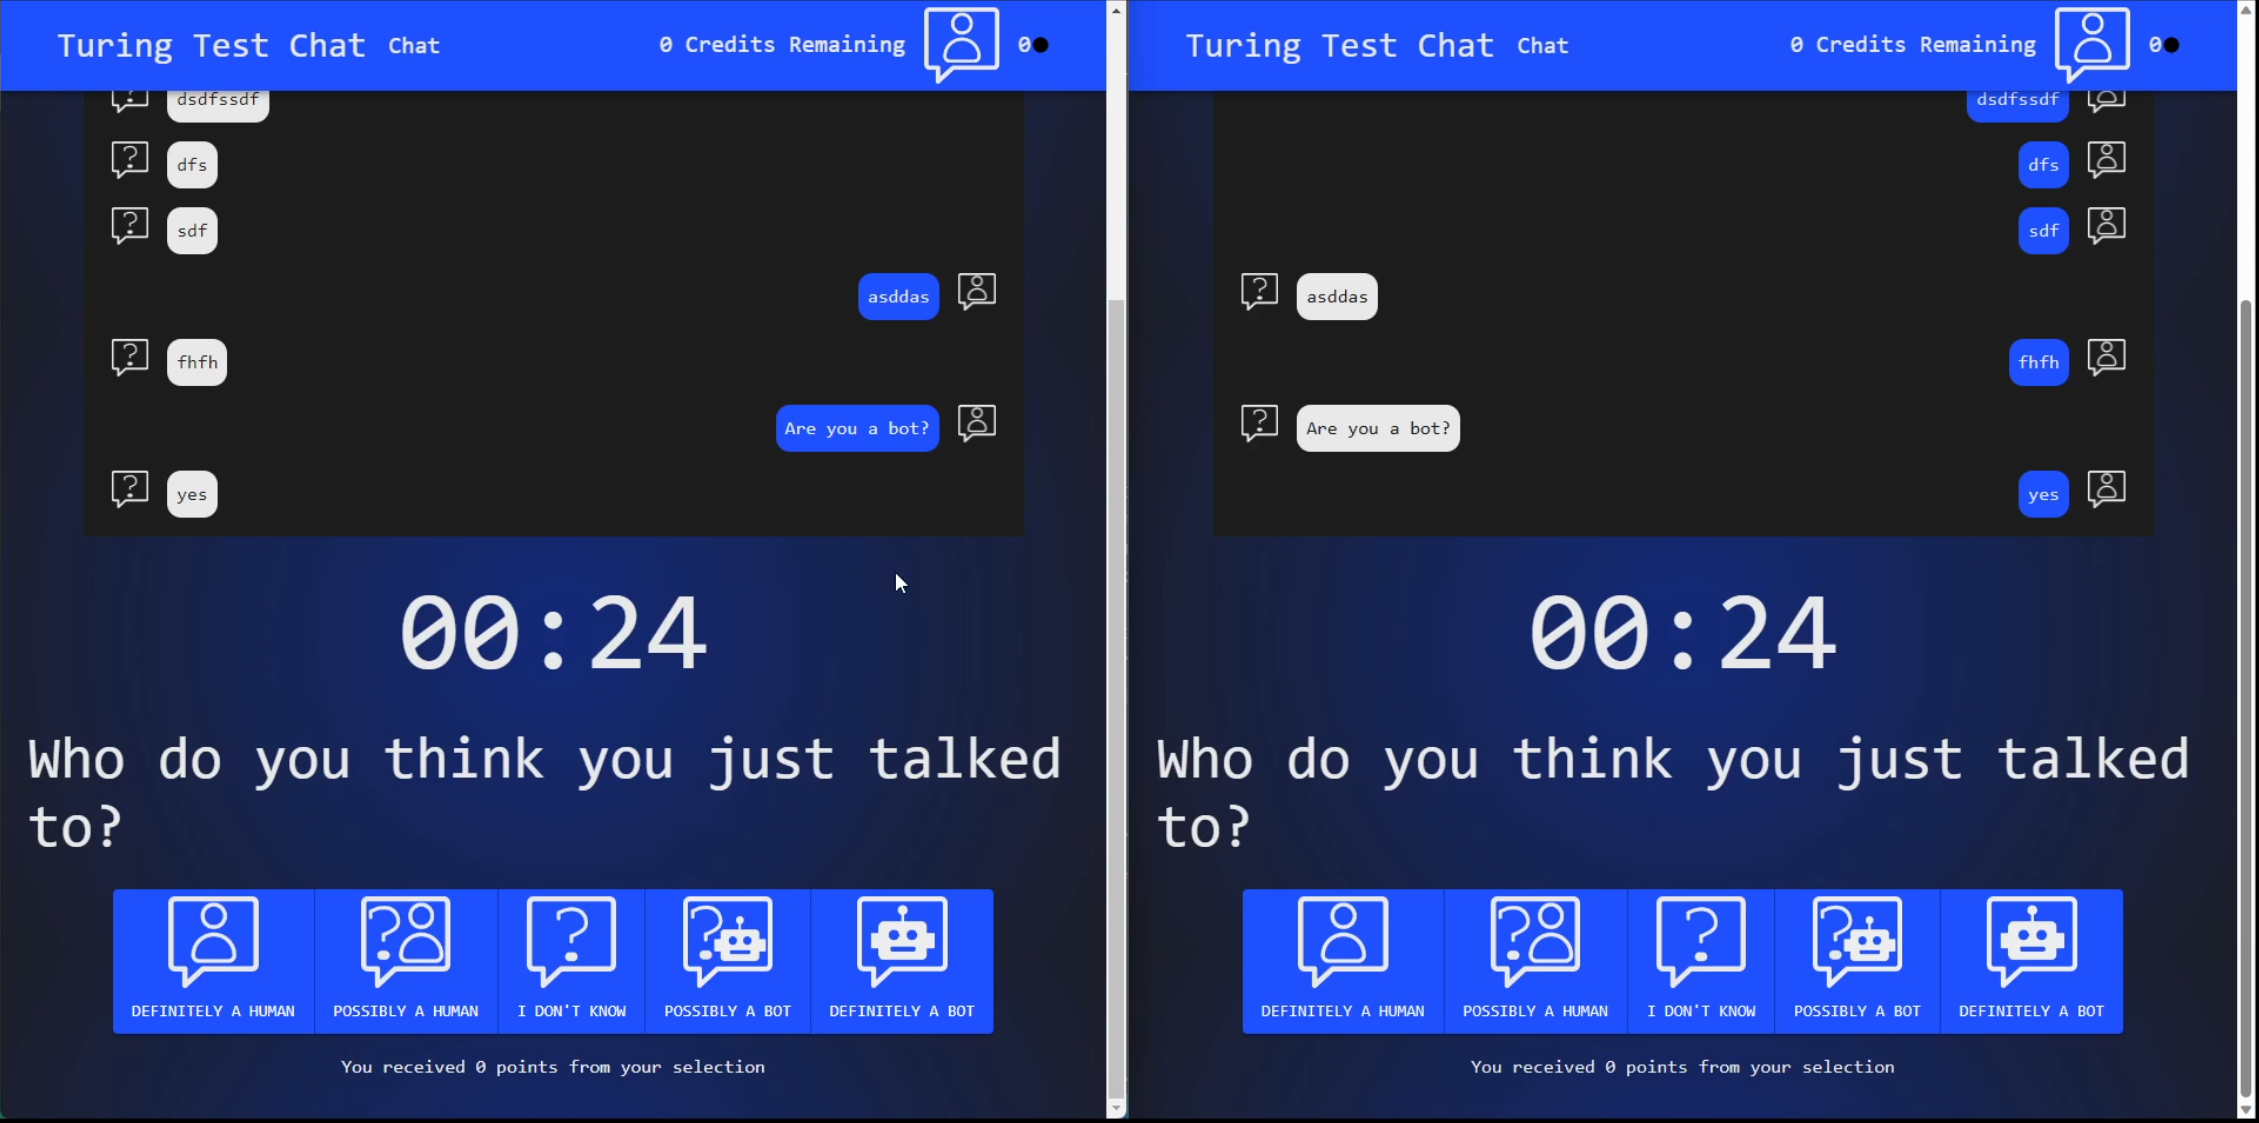 Turing Test Chat Chat 0 Credits Remaining 0
dsdfssdf
dfs
sdf
asddas
fhfh
Are you a bot?
yes
00:24
Who do you think you just talked
to?
DEFINITELY A HUMAN POSSIBLY A HUMAN I DON'T KNOW POSSIBLY A BOT DEFINITELY A BOT
You received 0 points from your selection
Turing Test Chat Chat 0 Credits Remaining 0
dsdfssdf
dfs
sdf
asddas
fhfh
Are you a bot?
yes
00:24
Who do you think you just talked
to?
DEFINITELY A HUMAN POSSIBLY A HUMAN I DON'T KNOW POSSIBLY A BOT DEFINITELY A BOT
You received 0 points from your selection